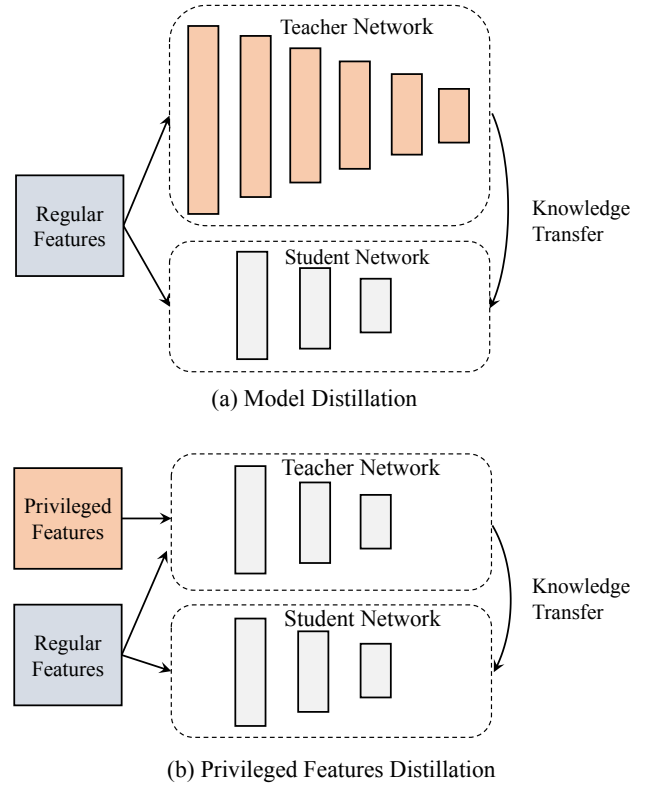 Teacher Network
Regular
Features
Knowledge
Transfer
Student Network
(a) Model Distillation
Teacher Network
Privileged
Features
Knowledge
Transfer
Regular
Features
Student Network
(b) Privileged Features Distillation